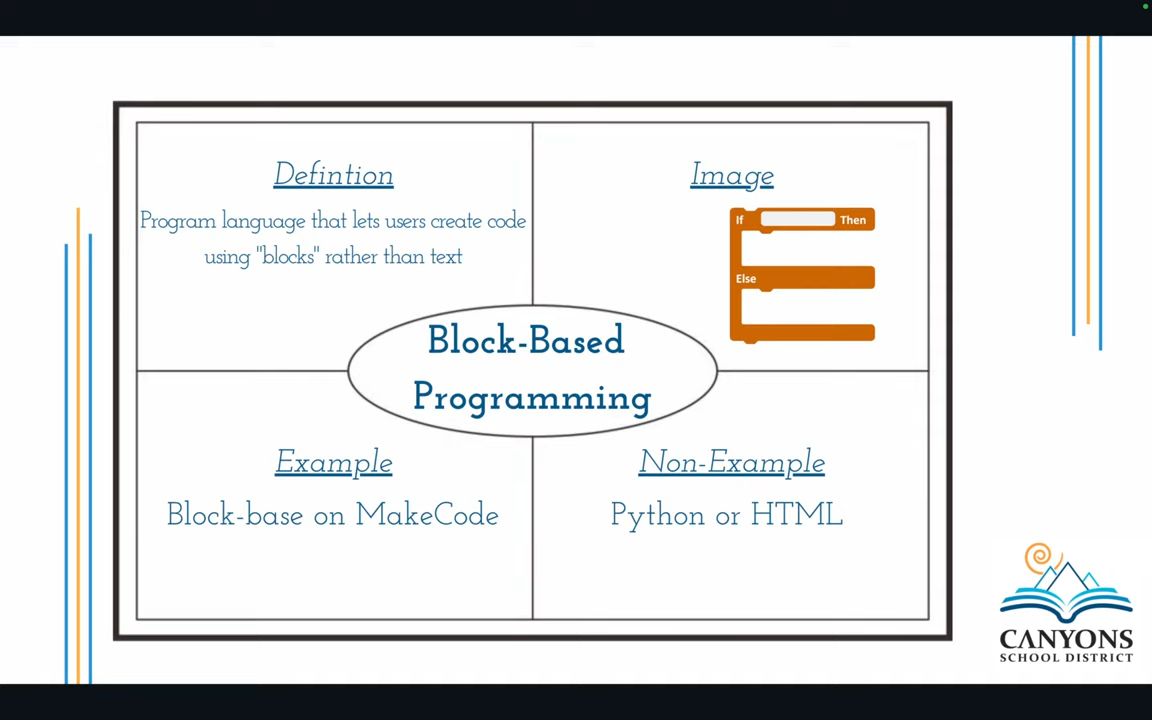 Defintion
Program language that lets users create code
using "blocks" rather than text
Image
If Then
Else
Block-Based
Programming
Example
Block-base on MakeCode
Non-Example
Python or HTML
CANYONS
SCHOOL DISTRICT